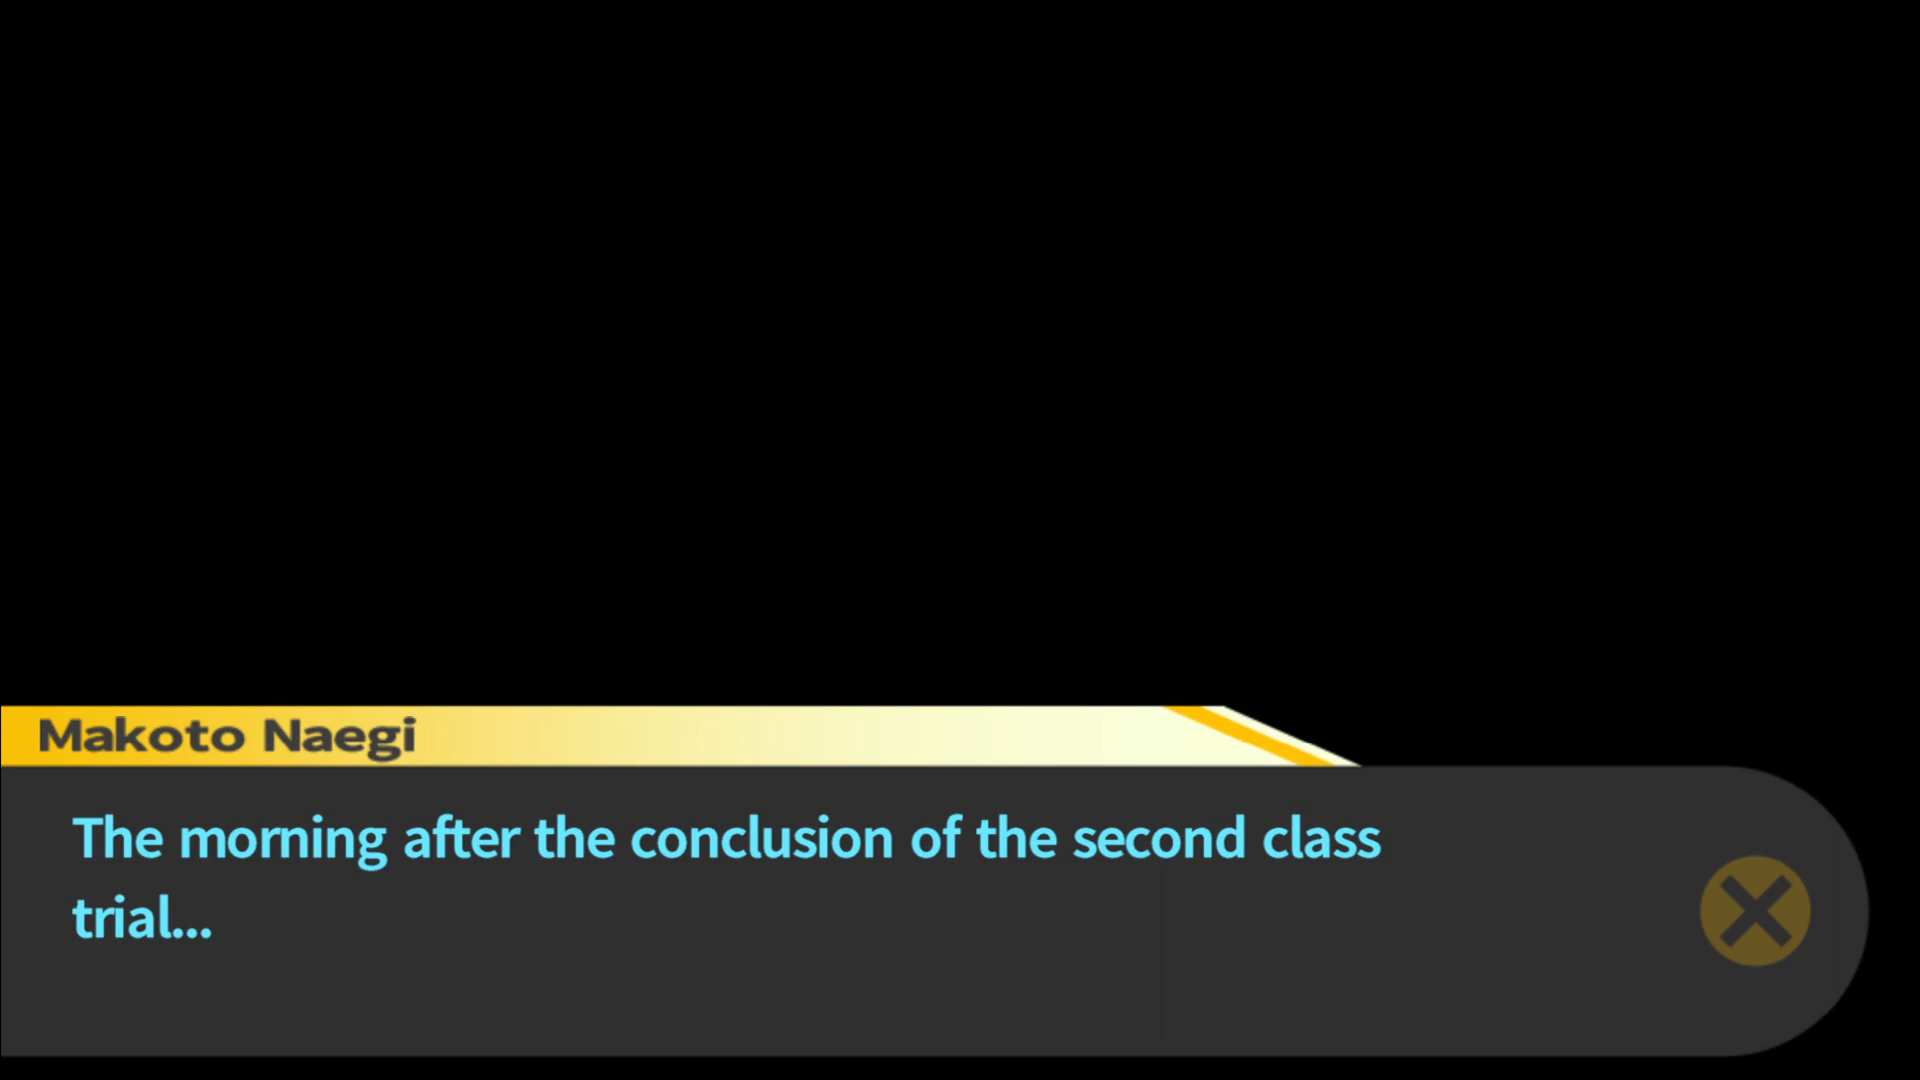 Makoto Naegi
The morning after the conclusion of the second class
trial...